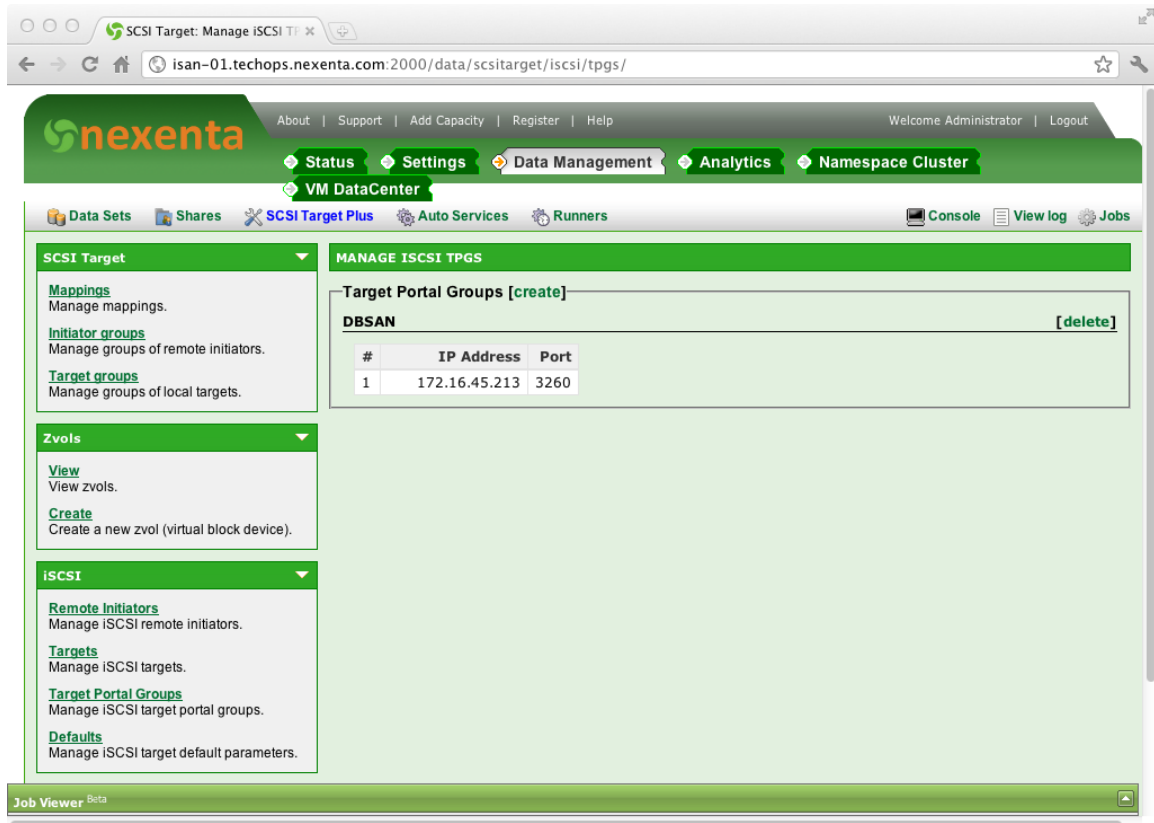 SCSI Target: Manage iSCSI TF
isan-01.techops.nexenta.com:2000/data/scsitarget/iscsi/tpgs/
nexenta
About | Support | Add Capacity | Register | Help
Welcome Administrator | Logout
Status Settings Data Management Analytics Namespace Cluster
VM DataCenter
Data Sets Shares SCSI Target Plus Auto Services Runners
Console View log Jobs
SCSI Target
Mappings
Manage mappings.
Initiator groups
Manage groups of remote initiators.
Target groups
Manage groups of local targets.
Zvols
View
View zvols.
Create
Create a new zvol (virtual block device).
iSCSI
Remote Initiators
Manage iSCSI remote initiators.
Targets
Manage iSCSI targets.
Target Portal Groups
Manage iSCSI target portal groups.
Defaults
Manage iSCSI target default parameters.
MANAGE ISCSI TPGS
Target Portal Groups [create]
DBSAN [delete]
# IP Address Port
1 172.16.45.213 3260
Job Viewer Beta